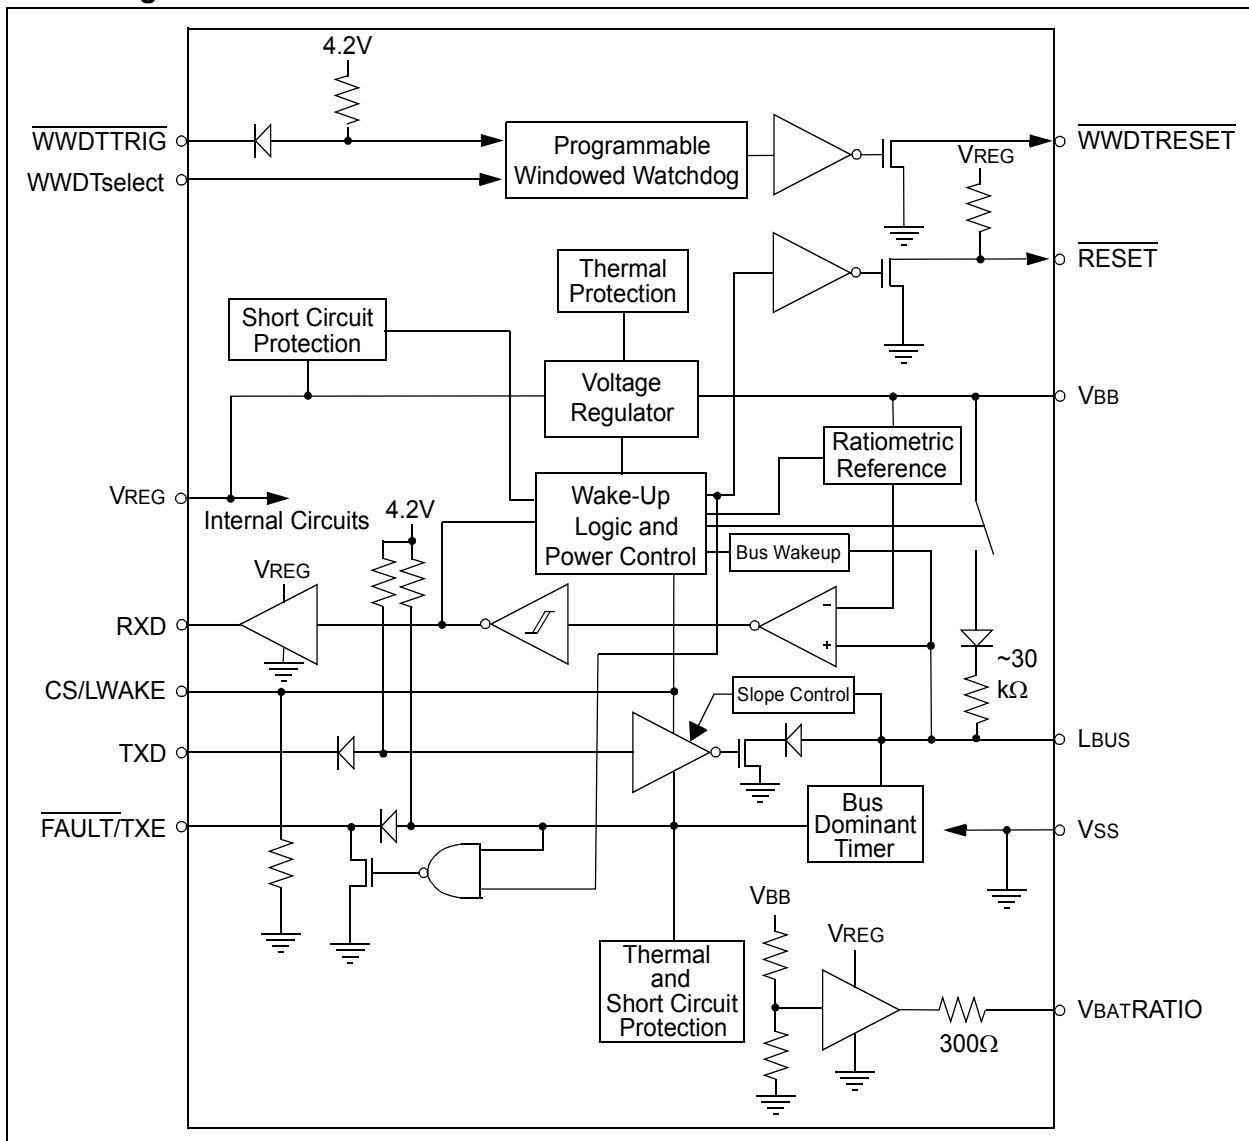 4.2V
WWDTTRIG
WWDTselect
Programmable
Windowed Watchdog
WWDTRESET
VREG
RESET
Thermal
Protection
Short Circuit
Protection
Voltage
Regulator
VBB
Ratiometric
Reference
VREG
Internal Circuits
4.2V
Wake-Up
Logic and
Power Control
Bus Wakeup
VREG
RXD
-
+
~30
kΩ
CS/LWAKE
Slope Control
TXD
LBUS
FAULT/TXE
Bus
Dominant
Timer
VSS
VBB
VREG
Thermal
and
Short Circuit
Protection
300Ω
VBATRATIO